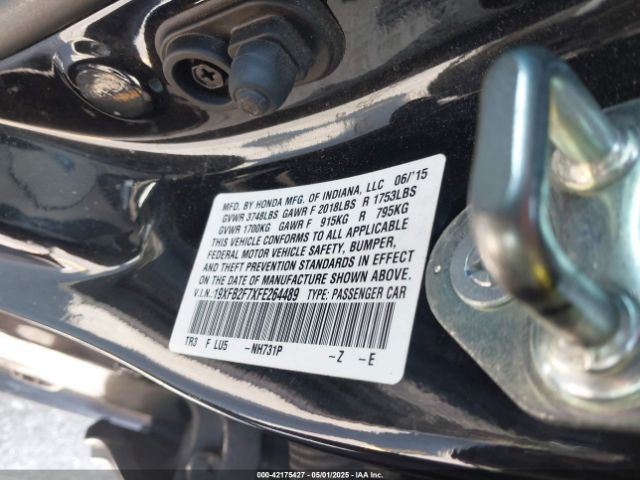 MFD. BY HONDA MFG. OF INDIANA, LLC 06/'15
GVWR 3748LBS GAWR F 2018LBS R 1753LBS
GVWR 1700KG GAWR F 915KG R 795KG
THIS VEHICLE CONFORMS TO ALL APPLICABLE
FEDERAL MOTOR VEHICLE SAFETY, BUMPER,
AND THEFT PREVENTION STANDARDS IN EFFECT
ON THE DATE OF MANUFACTURE SHOWN ABOVE.
V.I.N.: 19XFB2F7XFE264489 TYPE: PASSENGER CAR
TR3 F LU5 -NH731P -Z -E
000-42175427 - 05/01/2025 - IAA Inc.